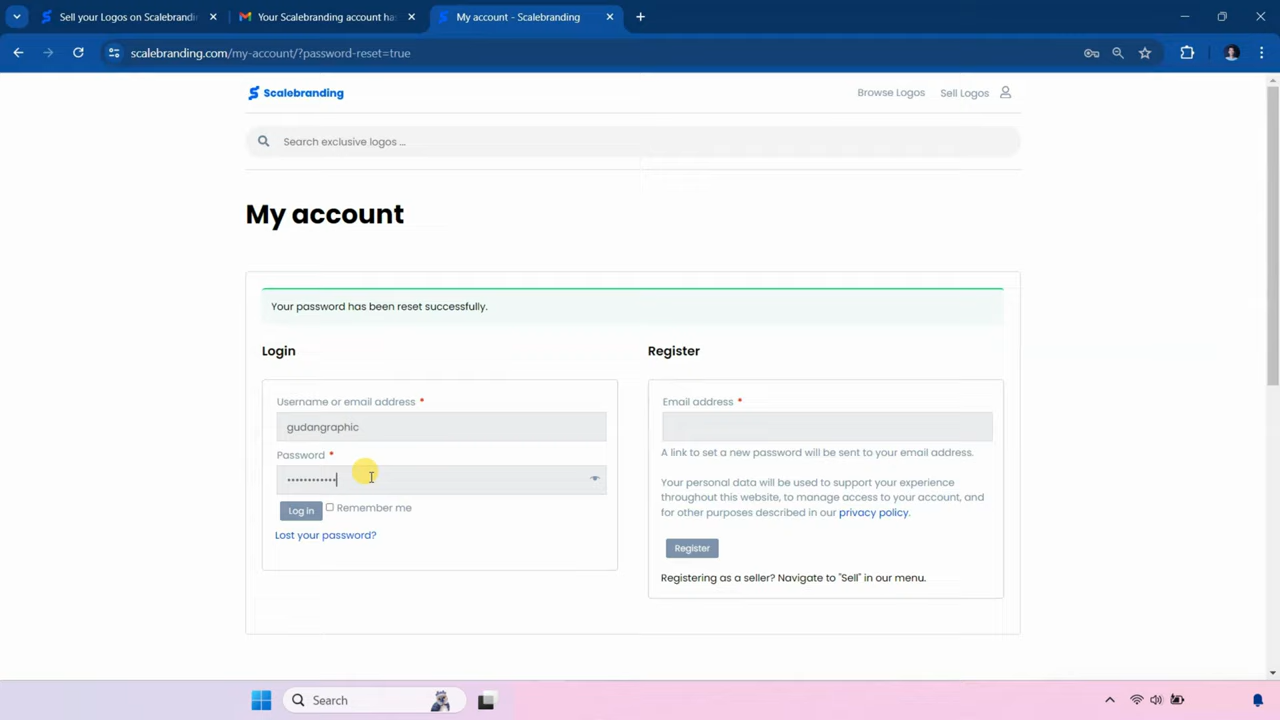 Sell your Logos on Scalebrandin
Your Scalebranding account has
My account - Scalebranding
scalebranding.com/my-account/?password-reset=true
Scalebranding
Browse Logos
Sell Logos
Search exclusive logos ...
My account
Your password has been reset successfully.
Login
Username or email address *
gudangraphic
Password *
••••••••••••
Log in
Remember me
Lost your password?
Register
Email address *
A link to set a new password will be sent to your email address.
Your personal data will be used to support your experience
throughout this website, to manage access to your account, and
for other purposes described in our privacy policy.
Register
Registering as a seller? Navigate to "Sell" in our menu.
Search